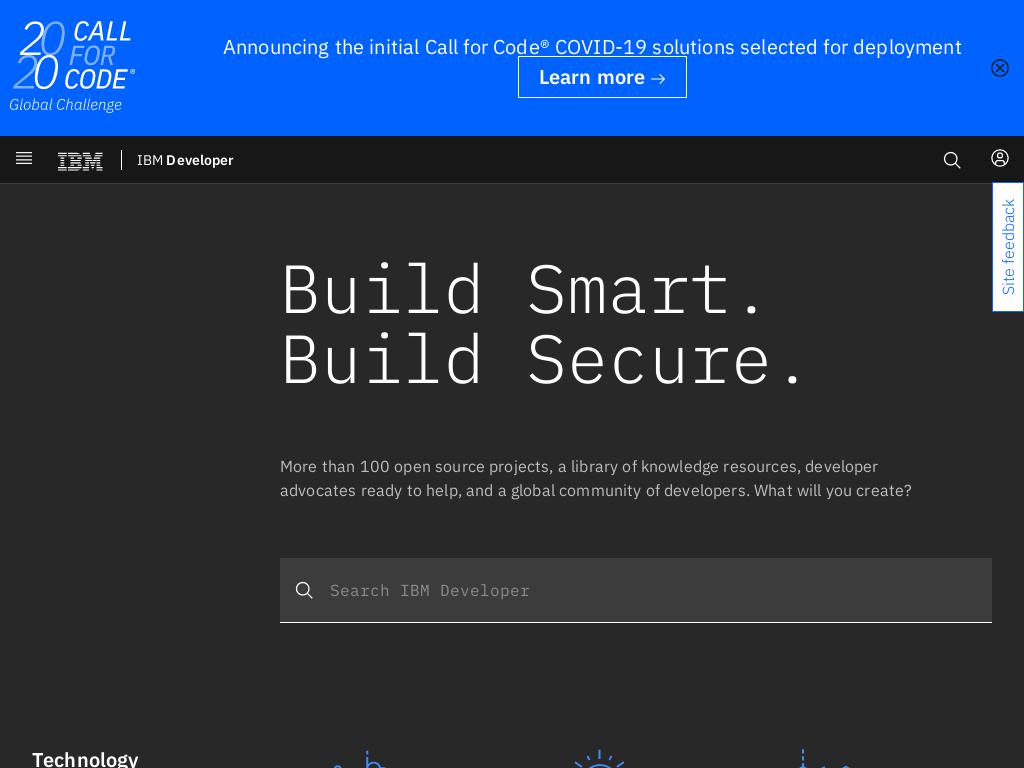 20 CALL
FOR
20 CODE®
Global Challenge
Announcing the initial Call for Code® COVID-19 solutions selected for deployment
Learn more →
IBM
IBM Developer
Site feedback
Build Smart.
Build Secure.
More than 100 open source projects, a library of knowledge resources, developer
advocates ready to help, and a global community of developers. What will you create?
Search IBM Developer
Technology